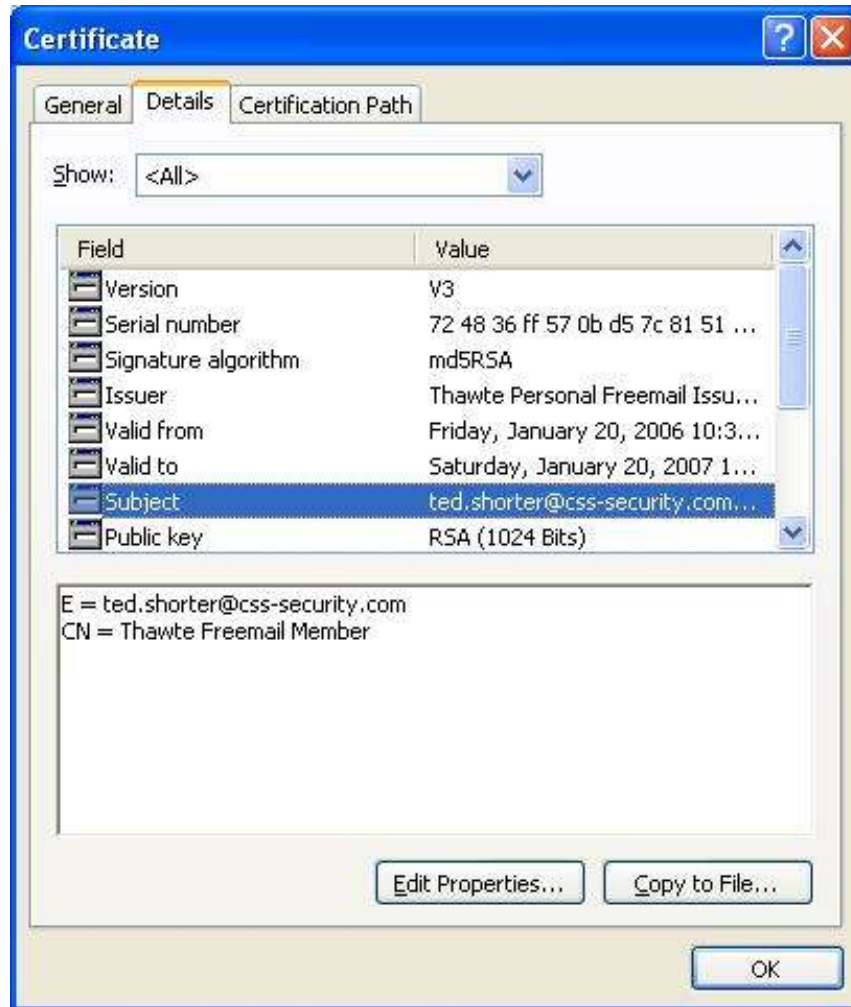 Certificate
General Details Certification Path
Show: <All>
Field Value
Version V3
Serial number 72 48 36 ff 57 0b d5 7c 81 51 ...
Signature algorithm md5RSA
Issuer Thawte Personal Freemail Issu...
Valid from Friday, January 20, 2006 10:3...
Valid to Saturday, January 20, 2007 1...
Subject ted.shorter@css-security.com...
Public key RSA (1024 Bits)
E = ted.shorter@css-security.com
CN = Thawte Freemail Member
Edit Properties... Copy to File...
OK